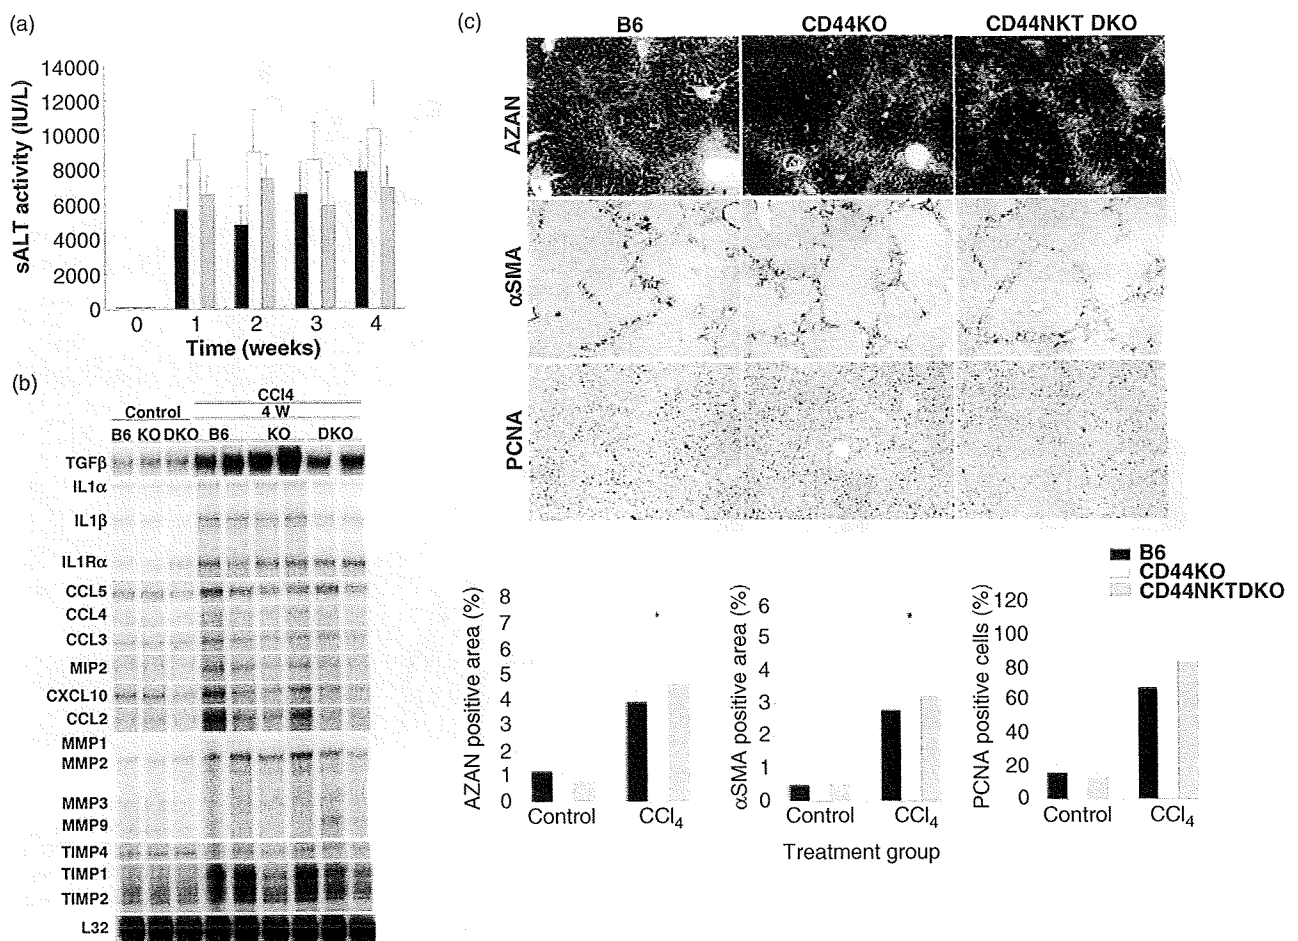 (a)
14000
12000
10000
8000
6000
4000
2000
0
sALT activity (IU/L)
0 1 2 3 4
Time (weeks)
(b)
CCl4
Control 4 W
B6 KO DKO B6 KO DKO
TGFβ
IL1α
IL1β
IL1Rα
CCL5
CCL4
CCL3
MIP2
CXCL10
CCL2
MMP1
MMP2
MMP3
MMP9
TIMP4
TIMP1
TIMP2
L32
(c)
B6 CD44KO CD44NKT DKO
AZAN
αSMA
PCNA
B6
CD44KO
CD44NKTDKO
AZAN positive area (%)
8
7
6
5
4
3
2
1
0
*
Control CCl₄
αSMA positive area (%)
6
5
4
3
2
1
0
*
Control CCl₄
PCNA positive cells (%)
120
100
80
60
40
20
0
Control CCl₄
Treatment group